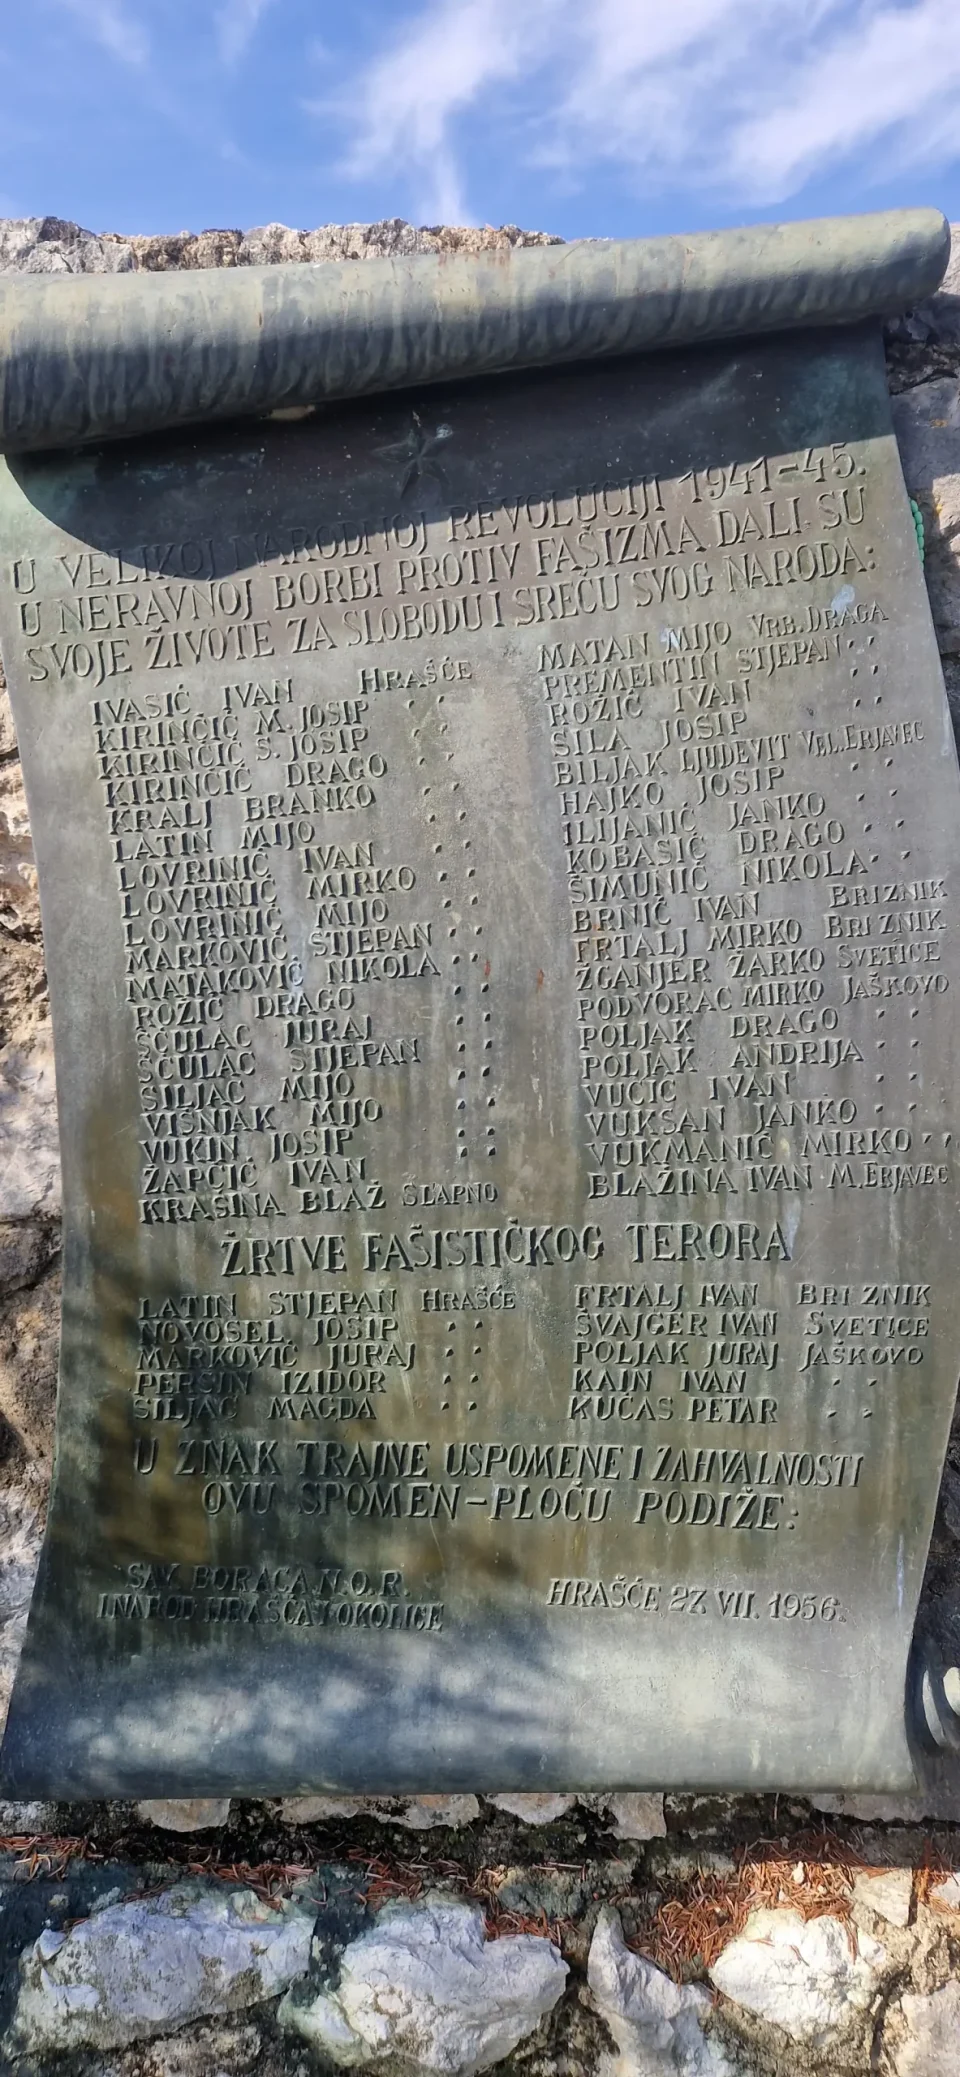 U VELIKOJ NARODNOJ REVOLUCIJI 1941-45.
U NERAVNOJ BORBI PROTIV FAŠIZMA DALI SU
SVOJE ŽIVOTE ZA SLOBODU I SREĆU SVOG NARODA:
IVASIĆ IVAN HRAŠĆE
KIRINČIĆ M. JOSIP " "
KIRINČIĆ S. JOSIP
KIRINČIĆ DRAGO " "
KRALJ BRANKO " "
LATIN MIJO " "
LOVRINIĆ IVAN " "
LOVRINIĆ MIRKO " "
LOVRINIĆ MIJO " "
MARKOVIĆ STJEPAN " "
MATAKOVIĆ NIKOLA " "
ROŽIĆ DRAGO " "
ŠĆULAC JURAJ " "
ŠĆULAC STJEPAN " "
SILJAC MIJO " "
VIŠNJAK MIJO " "
VUKIN JOSIP " "
ŽAPČIĆ IVAN " "
KRAŠINA BLAŽ ŠLAPNO
MATAN MIJO VRB. DRAGA
PREMENTIN STJEPAN " "
ROŽIĆ IVAN " "
SILA JOSIP " "
BILJAK LJUDEVIT VEL. ERJAVEC
HAJKO JOSIP " "
ILIJANIĆ JANKO " "
KOBASIĆ DRAGO " "
ŠIMUNIĆ NIKOLA " "
BRNIĆ IVAN BRIZNIK
FRTALJ MIRKO BRIZNIK
ŽGANJER ŽARKO SVETICE
PODVORAC MIRKO JAŠKOVO
POLJAK DRAGO " "
POLJAK ANDRIJA " "
VUČIĆ IVAN " "
VUKŠAN JANKO " "
VUKMANIĆ MIRKO " "
BLAŽINA IVAN M. ERJAVEC
ŽRTVE FAŠISTIČKOG TERORA
LATIN STJEPAN HRAŠĆE
NOVOSEL JOSIP " "
MARKOVIĆ JURAJ " "
PERŠIN IZIDOR " "
SILJAC MAGDA " "
FRTALJ IVAN BRIZNIK
ŠVAJGER IVAN SVETICE
POLJAK JURAJ JAŠKOVO
KAIN IVAN " "
KUČAS PETAR " "
U ZNAK TRAJNE USPOMENE I ZAHVALNOSTI
OVU SPOMEN-PLOČU PODIŽE:
SAV. BORACA N.O.R.
I NAROD HRAŠĆA I OKOLICE
HRAŠĆE 27. VII. 1956.